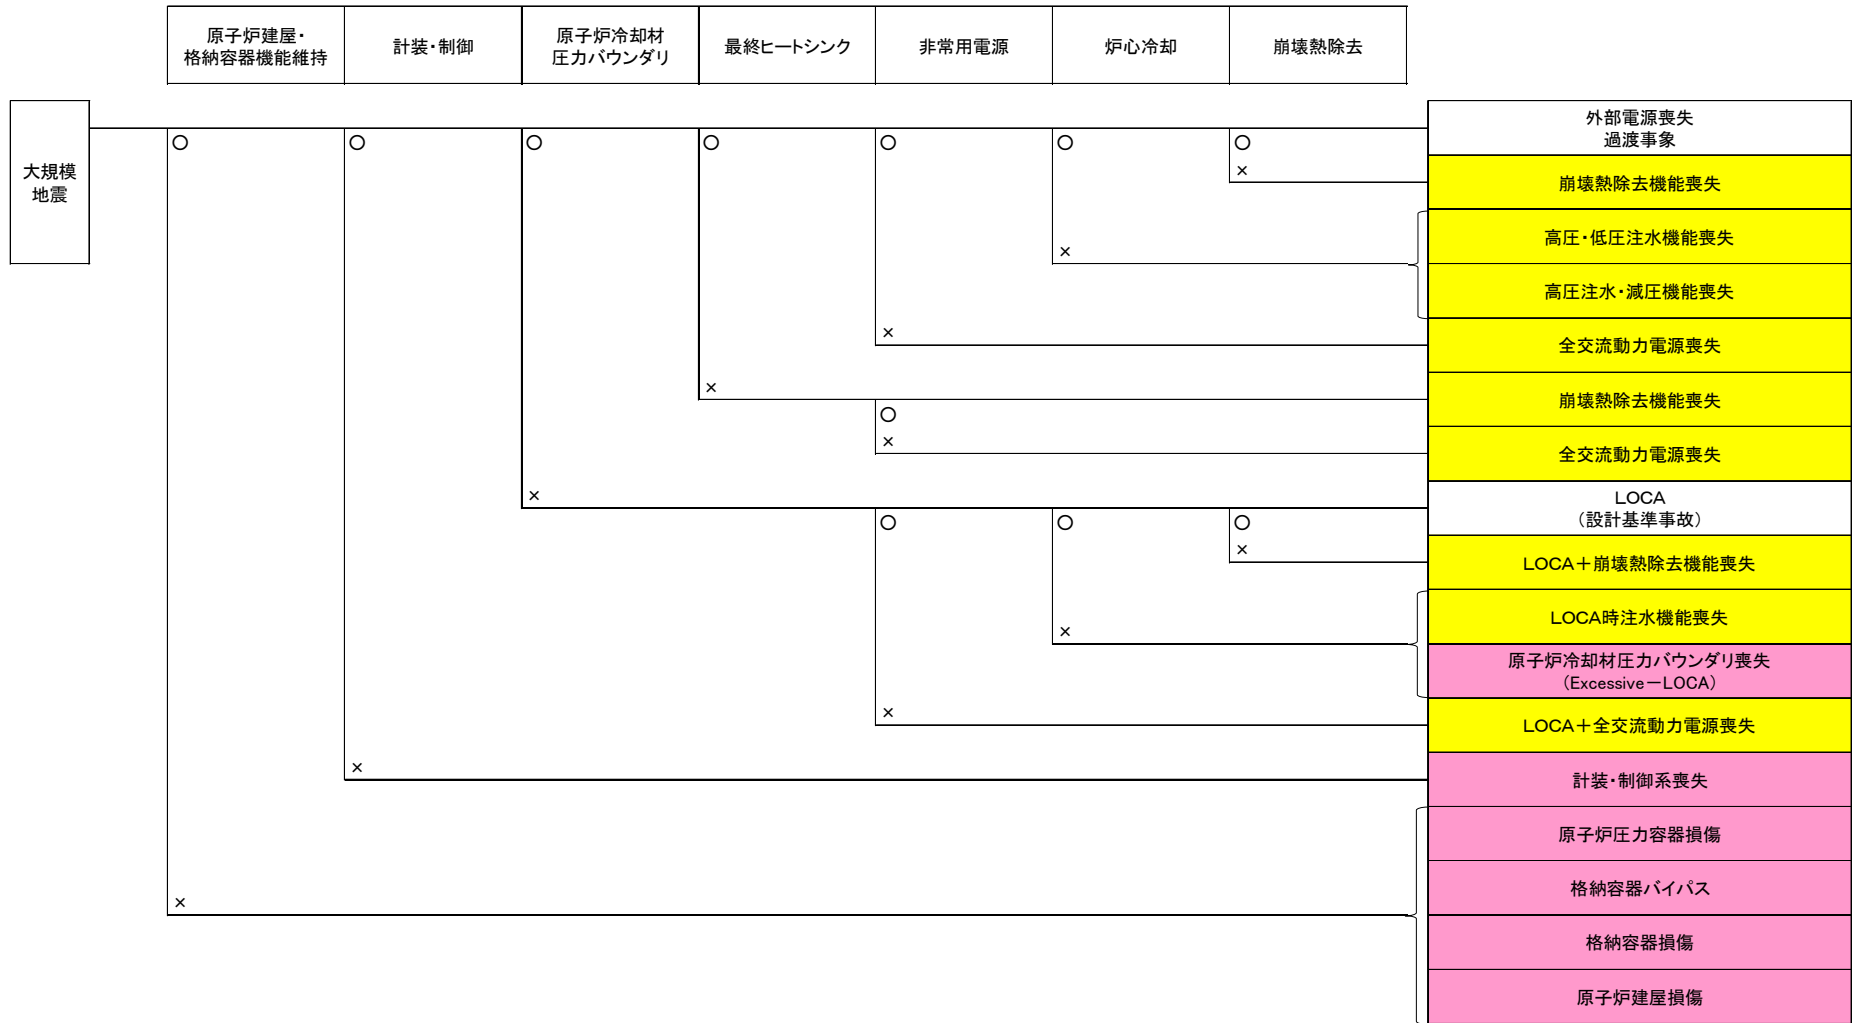 原子炉建屋・
格納容器機能維持
計装・制御
原子炉冷却材
圧力バウンダリ
最終ヒートシンク
非常用電源
炉心冷却
崩壊熱除去
大規模
地震
○
○
○
○
○
○
○
外部電源喪失
過渡事象
×
崩壊熱除去機能喪失
高圧・低圧注水機能喪失
×
高圧注水・減圧機能喪失
×
全交流動力電源喪失
×
崩壊熱除去機能喪失
○
×
全交流動力電源喪失
×
LOCA
(設計基準事故)
○
○
○
×
LOCA+崩壊熱除去機能喪失
LOCA時注水機能喪失
×
原子炉冷却材圧力バウンダリ喪失
(Excessive-LOCA)
×
LOCA+全交流動力電源喪失
×
計装・制御系喪失
原子炉圧力容器損傷
格納容器バイパス
×
格納容器損傷
原子炉建屋損傷